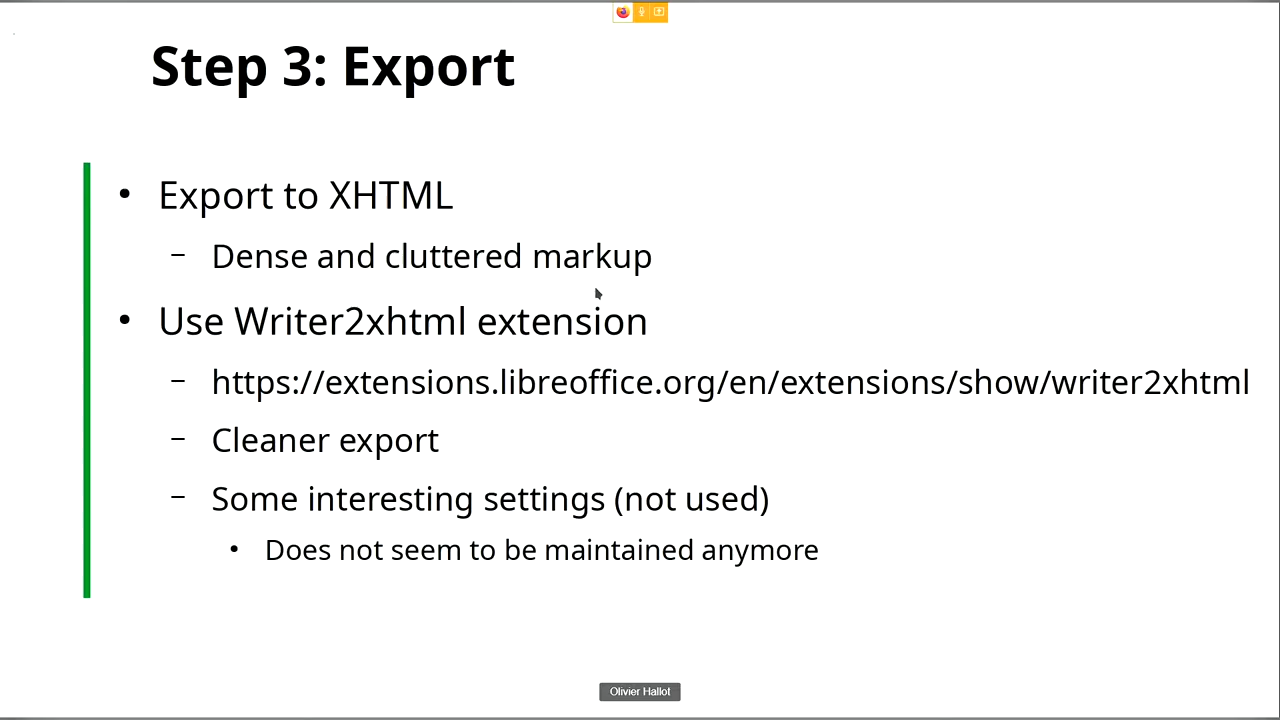 Step 3: Export
• Export to XHTML
– Dense and cluttered markup
• Use Writer2xhtml extension
– https://extensions.libreoffice.org/en/extensions/show/writer2xhtml
– Cleaner export
– Some interesting settings (not used)
• Does not seem to be maintained anymore
Olivier Hallot